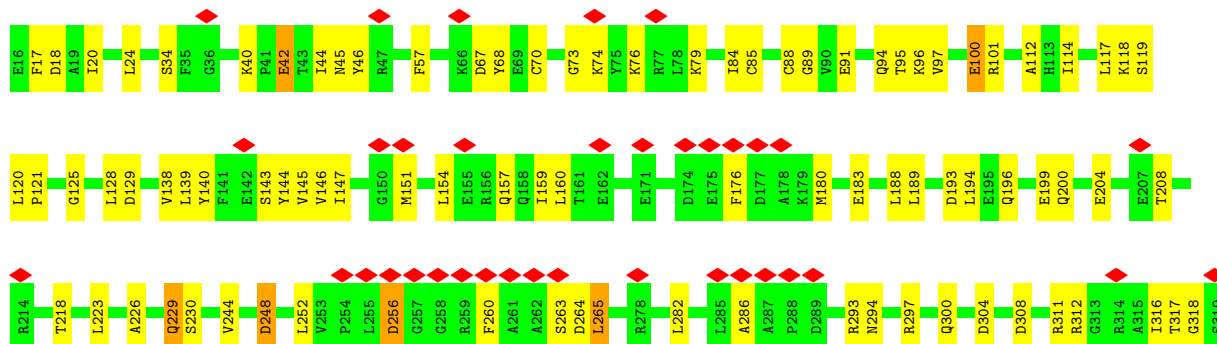 E16 F17 D18 A19 I20 L24 S34 F35 G36 K40 P41 E42 T43 I44 N45 Y46 R47 F57 K66 D67 Y68 E69 C70 G73 K74 Y75 K76 R77 L78 K79 I84 C85 C88 G89 V90 E91 Q94 T95 K96 V97 E100 R101 A112 H113 I114 L117 K118 S119
L120 P121 G125 L128 D129 V138 L139 Y140 F141 E142 S143 Y144 V145 V146 I147 G150 M151 L154 E155 R156 Q157 Q158 I159 L160 T161 E162 E171 D174 E175 F176 D177 A178 K179 M180 E183 L188 L189 D193 L194 E195 Q196 E199 Q200 E204 E207 T208
R214 T218 L223 A226 Q229 S230 V244 D248 L252 V253 P254 L255 D256 G257 G258 R259 F260 A261 A262 S263 D264 L265 R278 L282 L285 A286 A287 P288 D289 R293 N294 R297 Q300 D304 D308 R311 R312 G313 R314 A315 I316 T317 G318